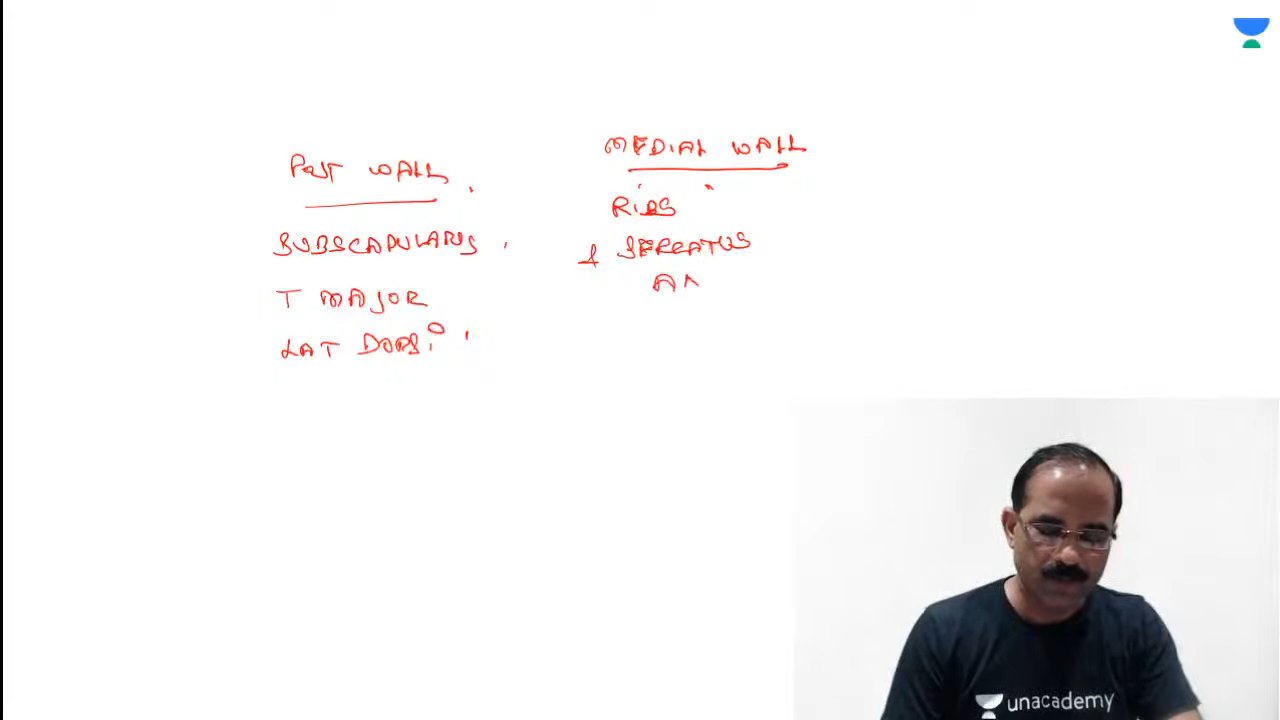 POST WALL
SUBSCAPULARIS
T MAJOR
LAT DORSI
MEDIAL WALL
RIBS
& SERRATUS
AN
unacademy